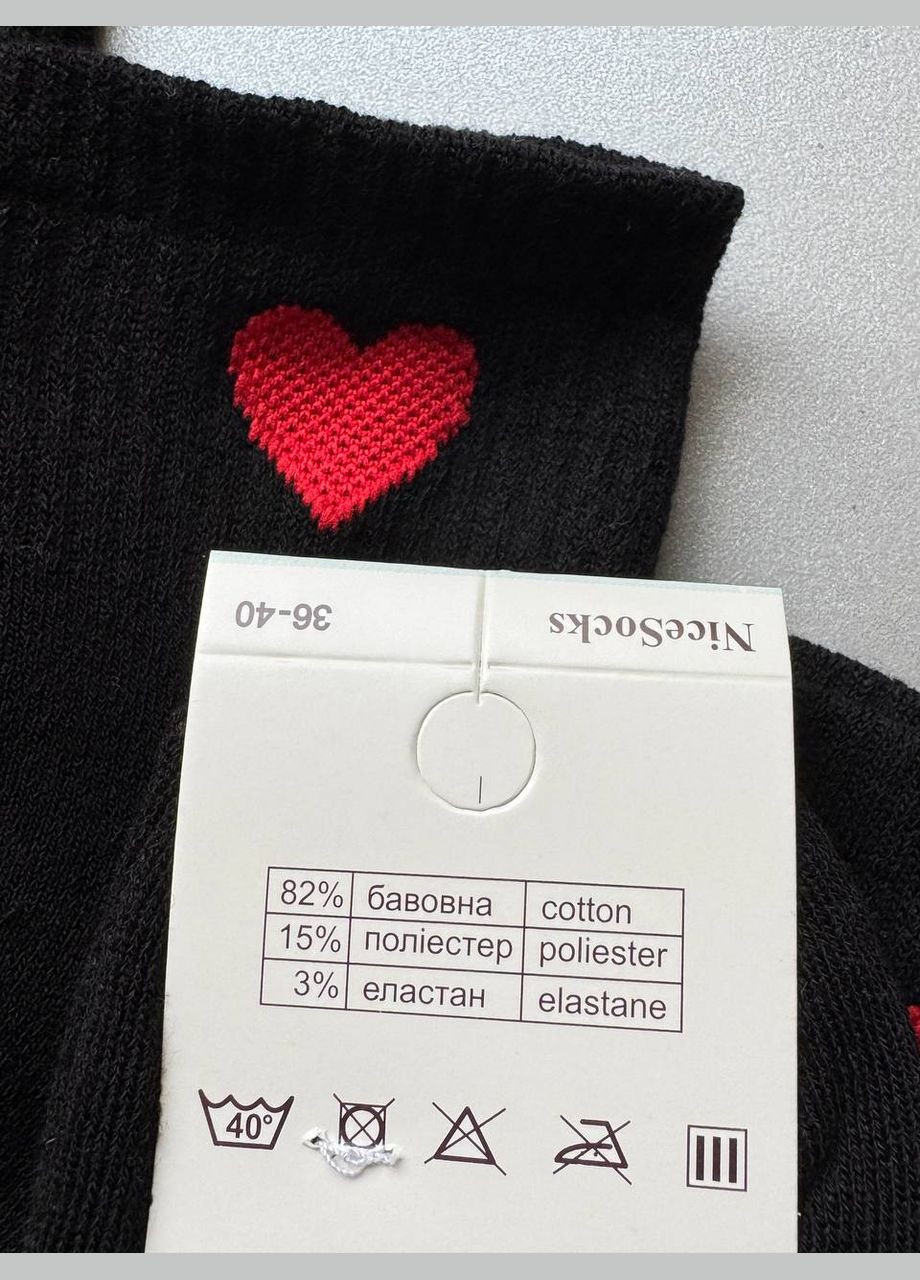 36-40 NiceSocks
82% бавовна cotton
15% поліестер poliester
3% еластан elastane
40°